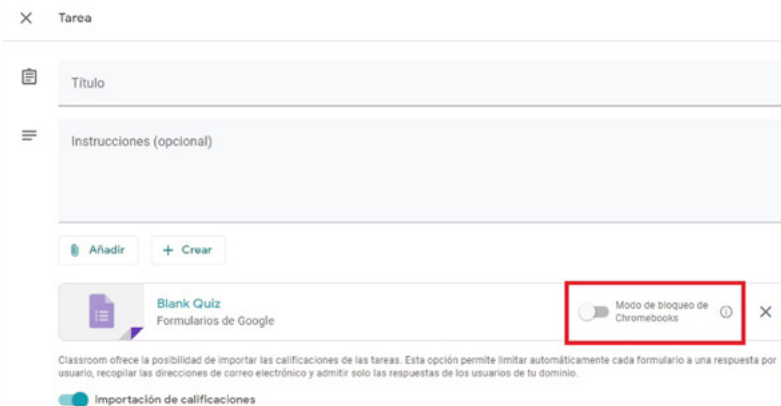 Tarea
Título
Instrucciones (opcional)
Añadir
Crear
Blank Quiz
Formularios de Google
Modo de bloqueo de
Chromebooks
Classroom ofrece la posibilidad de importar las calificaciones de las tareas. Esta opción permite limitar automáticamente cada formulario a una respuesta por
usuario, recopilar las direcciones de correo electrónico y admitir solo las respuestas de los usuarios de tu dominio.
Importación de calificaciones